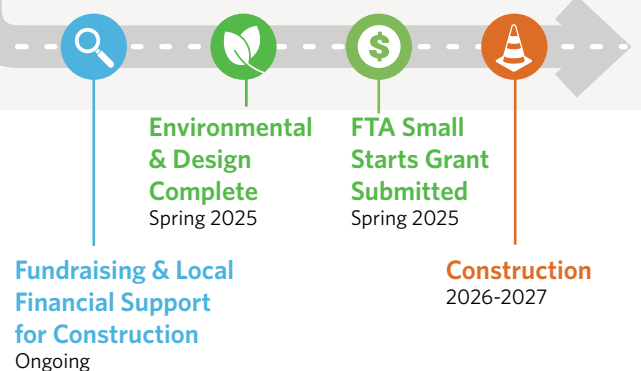 $
Environmental
& Design
Complete
Spring 2025
FTA Small
Starts Grant
Submitted
Spring 2025
Fundraising & Local
Financial Support
for Construction
Ongoing
Construction
2026-2027